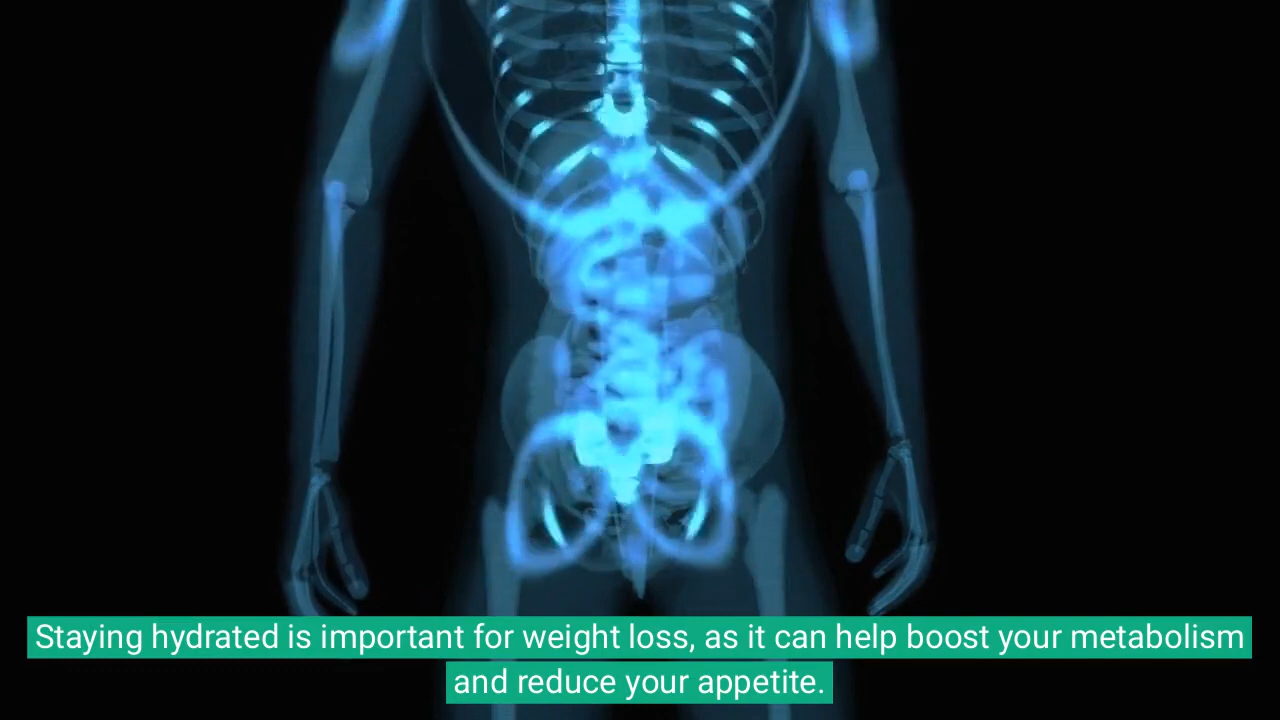 Staying hydrated is important for weight loss, as it can help boost your metabolism
and reduce your appetite.